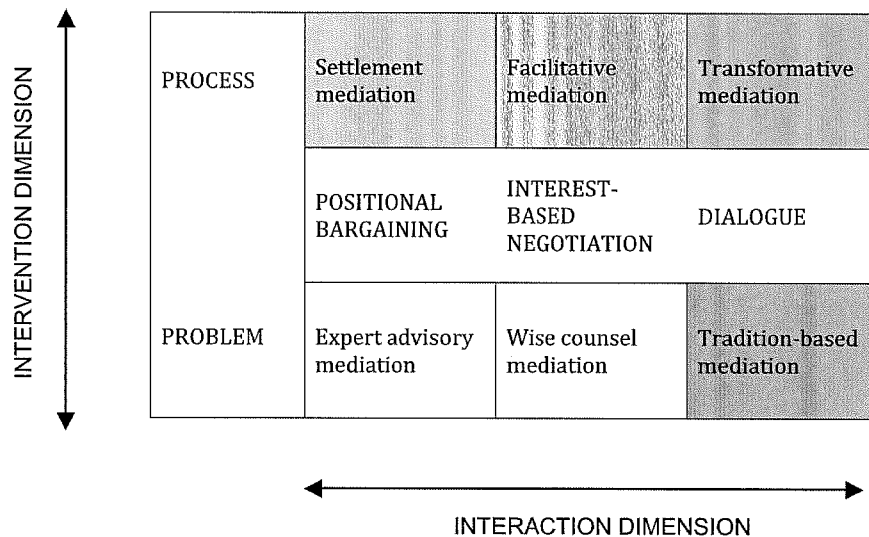 INTERVENTION DIMENSION
PROCESS
Settlement
mediation
Facilitative
mediation
Transformative
mediation
POSITIONAL
BARGAINING
INTEREST-
BASED
NEGOTIATION
DIALOGUE
PROBLEM
Expert advisory
mediation
Wise counsel
mediation
Tradition-based
mediation
INTERACTION DIMENSION